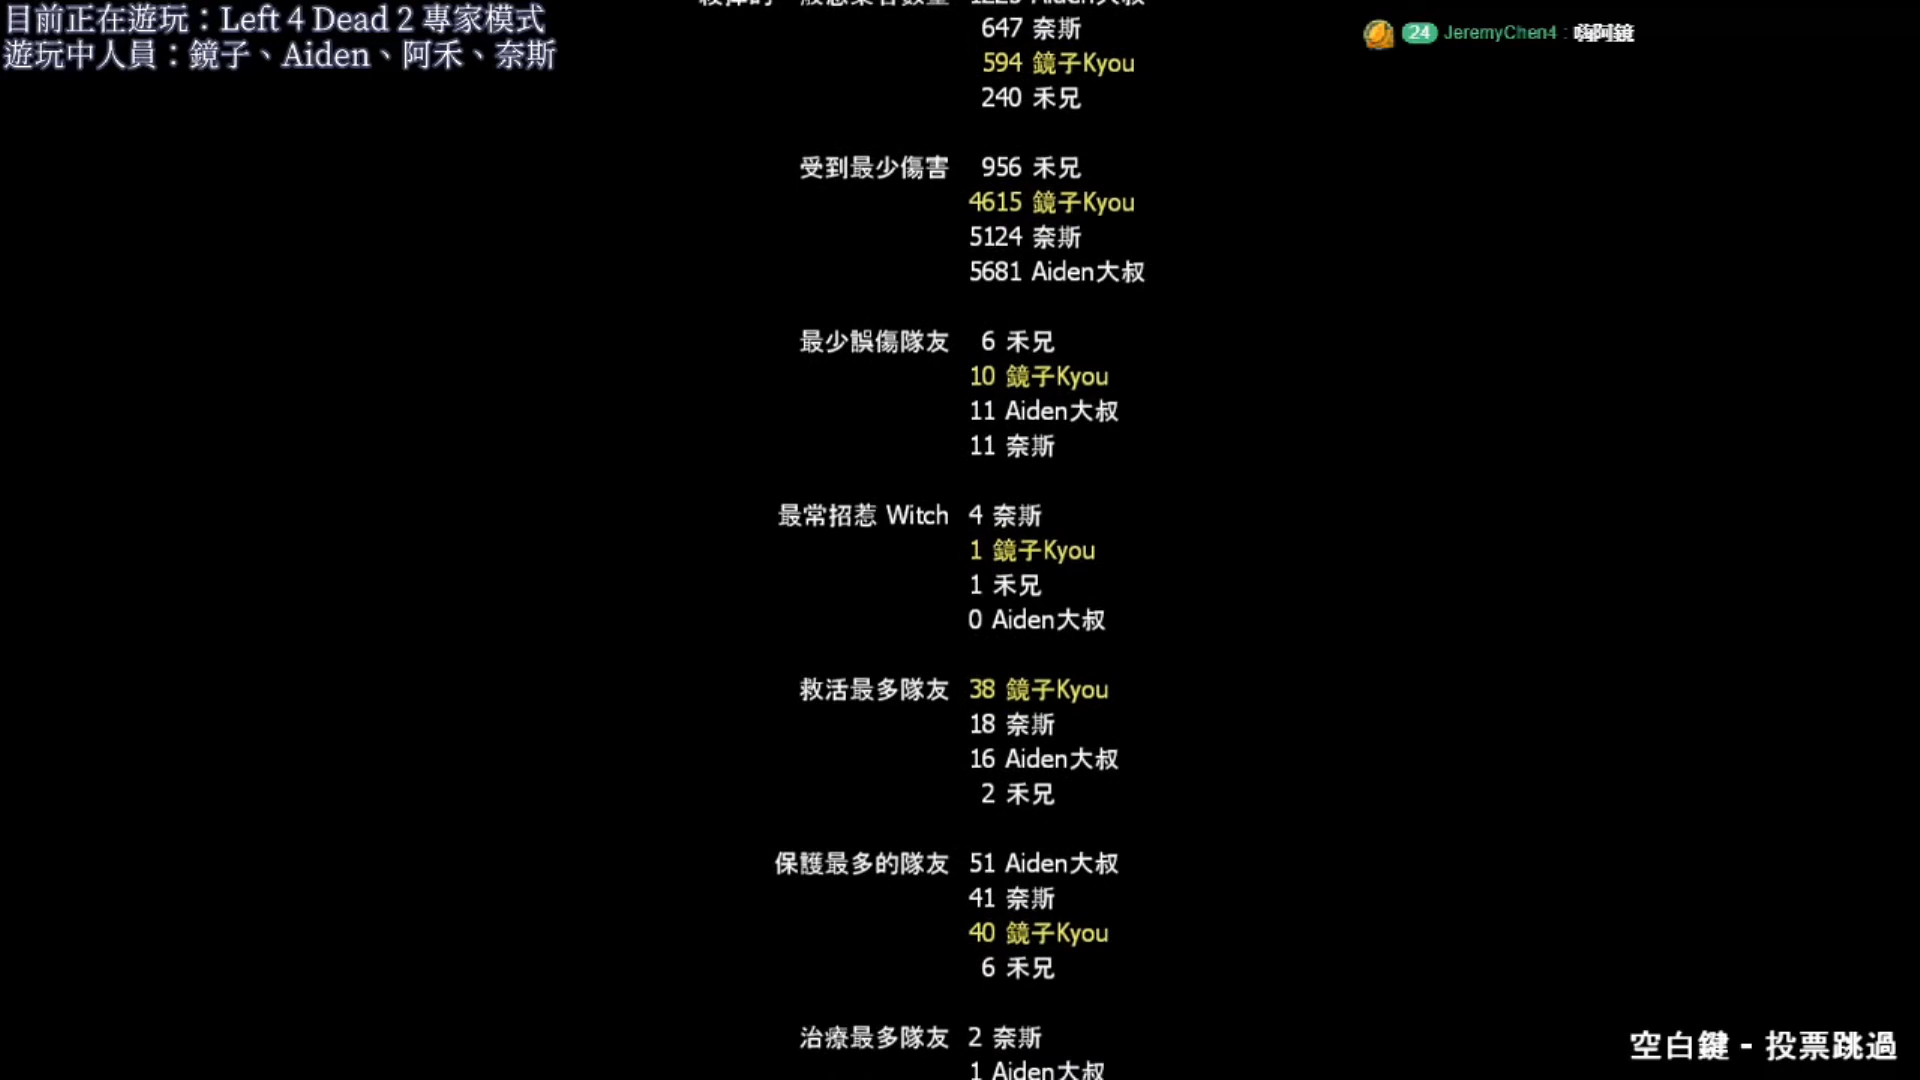 目前正在遊玩：Left 4 Dead 2 專家模式
遊玩中人員：鏡子、Aiden、阿禾、奈斯
24 JeremyChen4 : 嗨阿鏡
Aiden大叔
647 奈斯
594 鏡子Kyou
240 禾兄
受到最少傷害 956 禾兄
4615 鏡子Kyou
5124 奈斯
5681 Aiden大叔
最少誤傷隊友 6 禾兄
10 鏡子Kyou
11 Aiden大叔
11 奈斯
最常招惹 Witch 4 奈斯
1 鏡子Kyou
1 禾兄
0 Aiden大叔
救活最多隊友 38 鏡子Kyou
18 奈斯
16 Aiden大叔
2 禾兄
保護最多的隊友 51 Aiden大叔
41 奈斯
40 鏡子Kyou
6 禾兄
治療最多隊友 2 奈斯
1 Aiden大叔
空白鍵 - 投票跳過